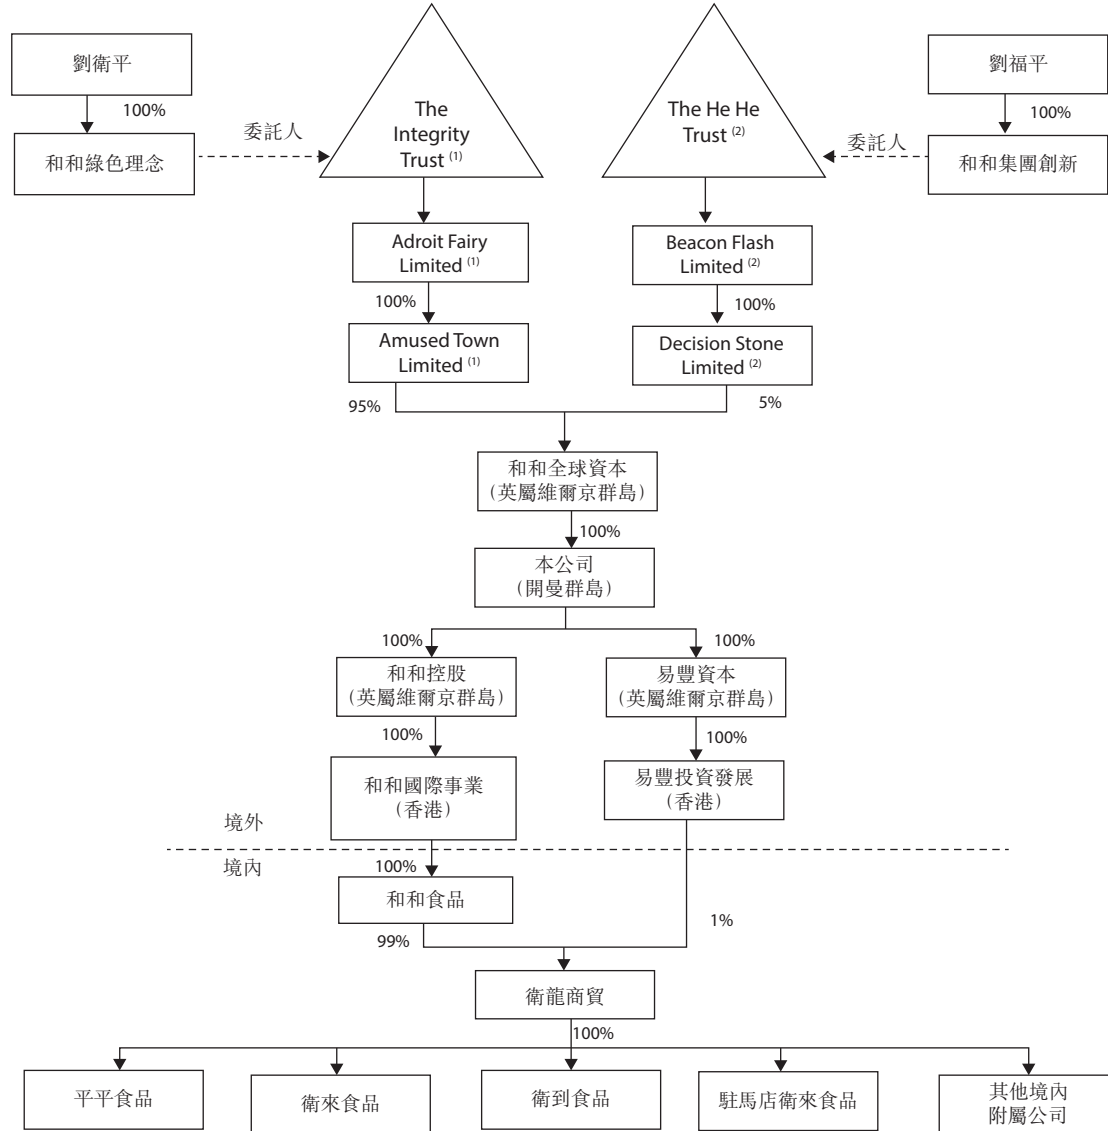 劉衛平
劉福平
100%
100%
The
Integrity
Trust (1)
The He He
Trust (2)
委託人
委託人
和和綠色理念
和和集團創新
Adroit Fairy
Limited (1)
Beacon Flash
Limited (2)
100%
100%
Amused Town
Limited (1)
Decision Stone
Limited (2)
95%
5%
和和全球資本
(英屬維爾京群島)
100%
本公司
(開曼群島)
100%
100%
和和控股
(英屬維爾京群島)
易豐資本
(英屬維爾京群島)
100%
100%
和和國際事業
(香港)
易豐投資發展
(香港)
境外
境內
100%
和和食品
1%
99%
衛龍商貿
100%
平平食品
衛來食品
衛到食品
駐馬店衛來食品
其他境內
附屬公司